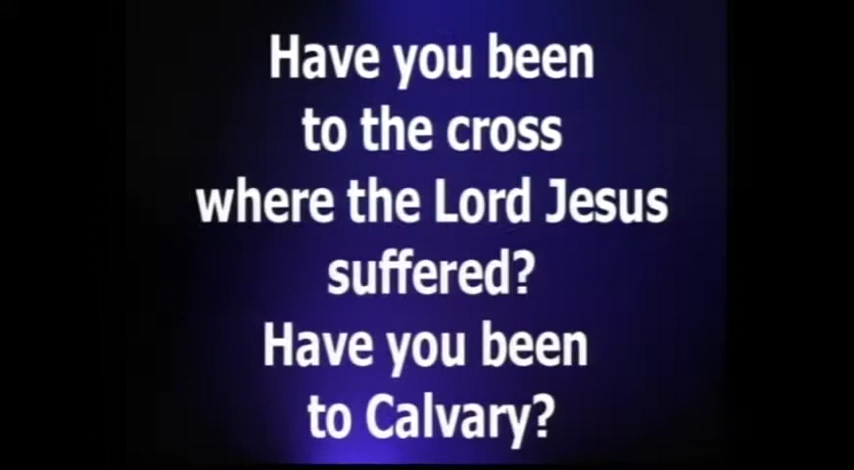 Have you been
to the cross
where the Lord Jesus
suffered?
Have you been
to Calvary?